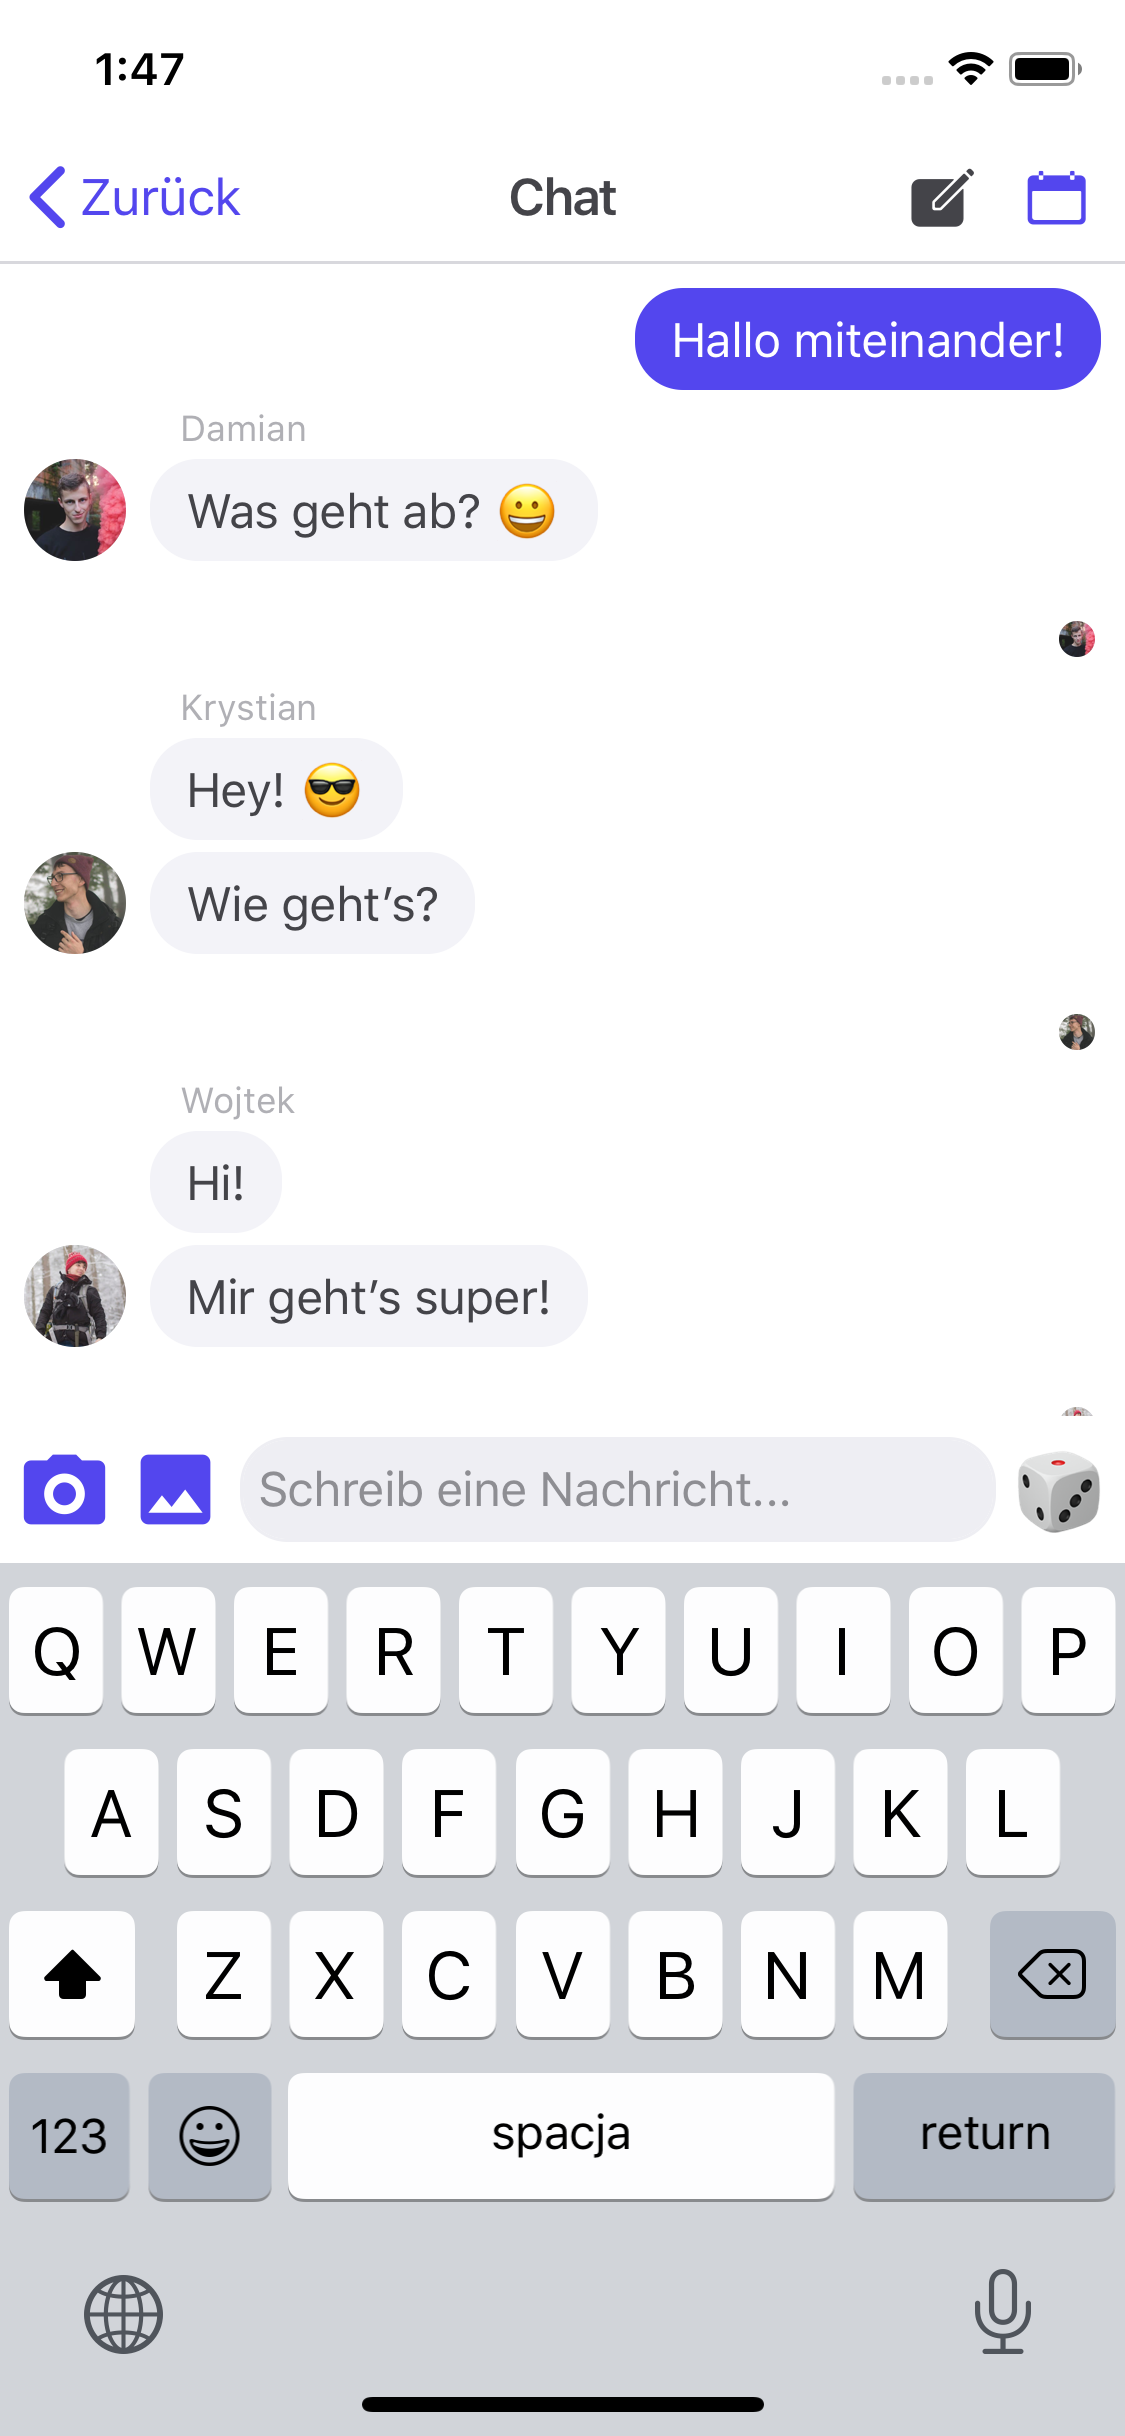 1:47
Zurück
Chat
Hallo miteinander!
Damian
Was geht ab? 😀
Krystian
Hey! 😎
Wie geht’s?
Wojtek
Hi!
Mir geht’s super!
Schreib eine Nachricht...
Q W E R T Y U I O P
A S D F G H J K L
Z X C V B N M
123 spacja return